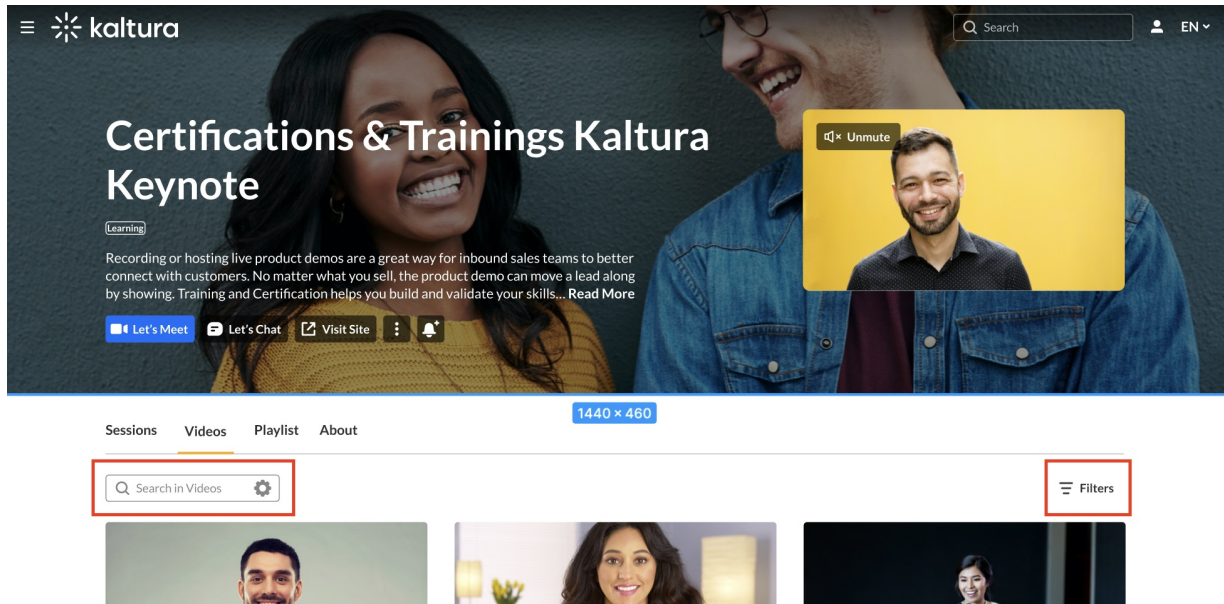 kaltura
Search
EN
Certifications & Trainings Kaltura
Keynote
Unmute
Learning
Recording or hosting live product demos are a great way for inbound sales teams to better
connect with customers. No matter what you sell, the product demo can move a lead along
by showing. Training and Certification helps you build and validate your skills... Read More
Let's Meet
Let's Chat
Visit Site
1440 × 460
Sessions Videos Playlist About
Search in Videos
Filters